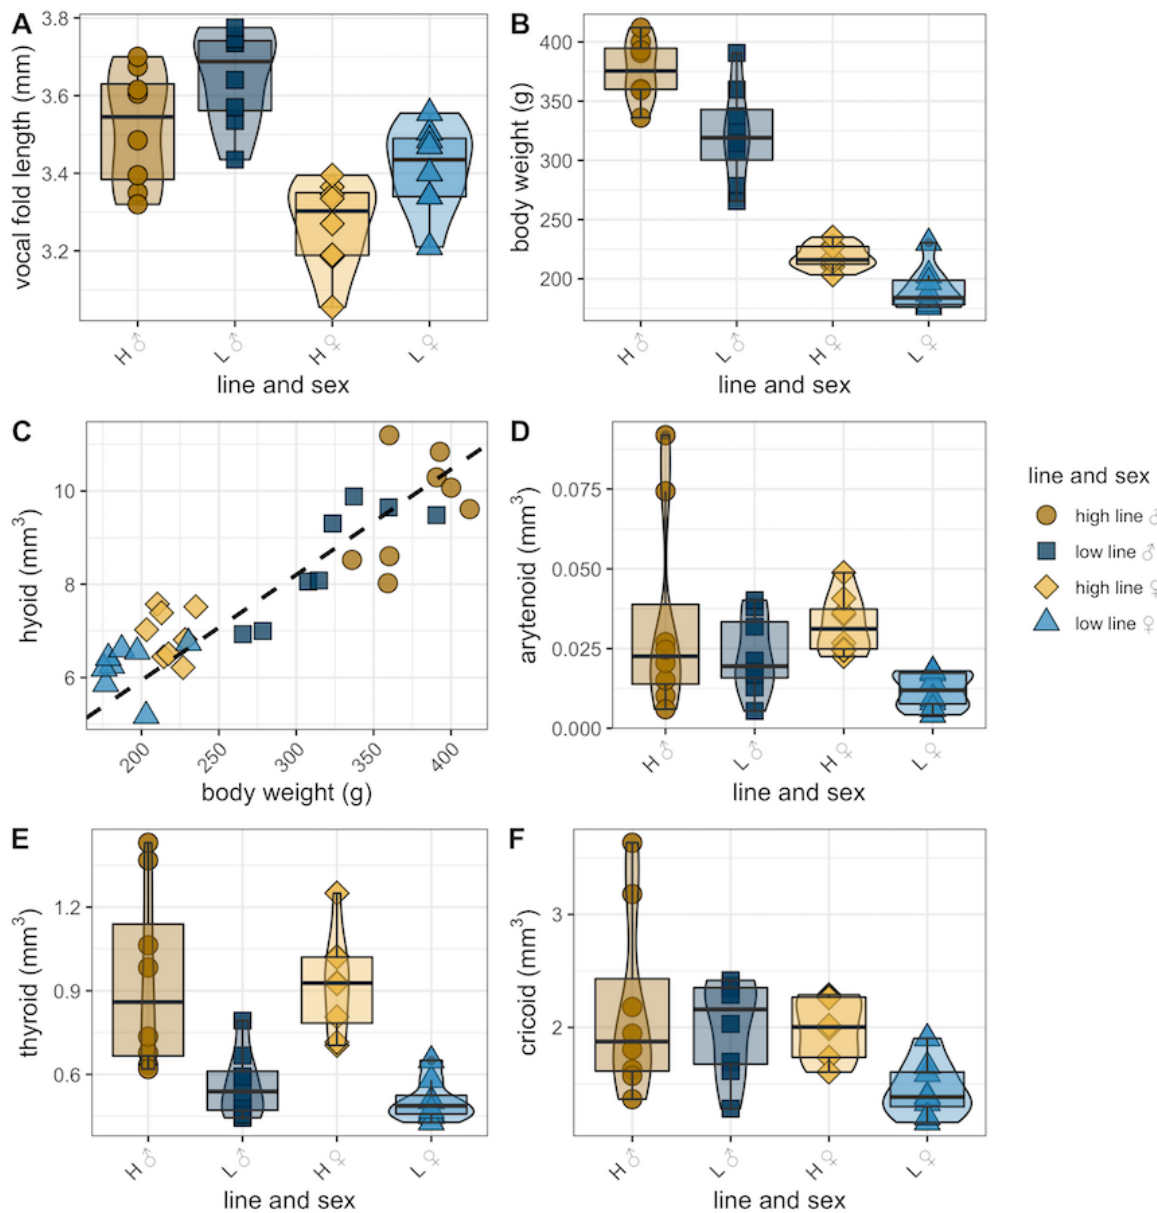 A
vocal fold length (mm)
3.8
3.6
3.4
3.2
H ♂
L ♂
H ♀
L ♀
line and sex
B
body weight (g)
400
350
300
250
200
H ♂
L ♂
H ♀
L ♀
line and sex
C
hyoid (mm³)
10
8
6
200
250
300
350
400
body weight (g)
D
arytenoid (mm³)
0.075
0.050
0.025
0.000
H ♂
L ♂
H ♀
L ♀
line and sex
line and sex
high line ♂
low line ♂
high line ♀
low line ♀
E
thyroid (mm³)
1.2
0.9
0.6
H ♂
L ♂
H ♀
L ♀
line and sex
F
cricoid (mm³)
3
2
H ♂
L ♂
H ♀
L ♀
line and sex